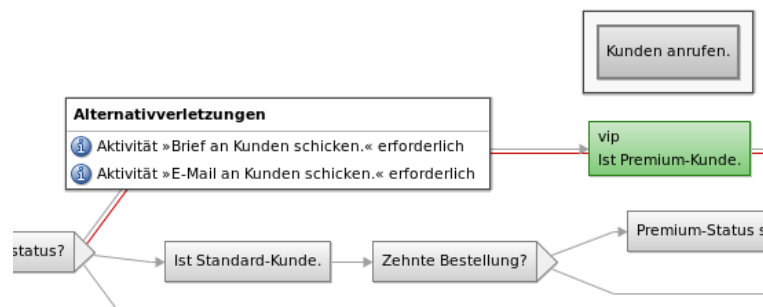 Kunden anrufen.
Alternativverletzungen
Aktivität »Brief an Kunden schicken.« erforderlich
Aktivität »E-Mail an Kunden schicken.« erforderlich
vip
Ist Premium-Kunde.
status?
Ist Standard-Kunde.
Zehnte Bestellung?
Premium-Status s